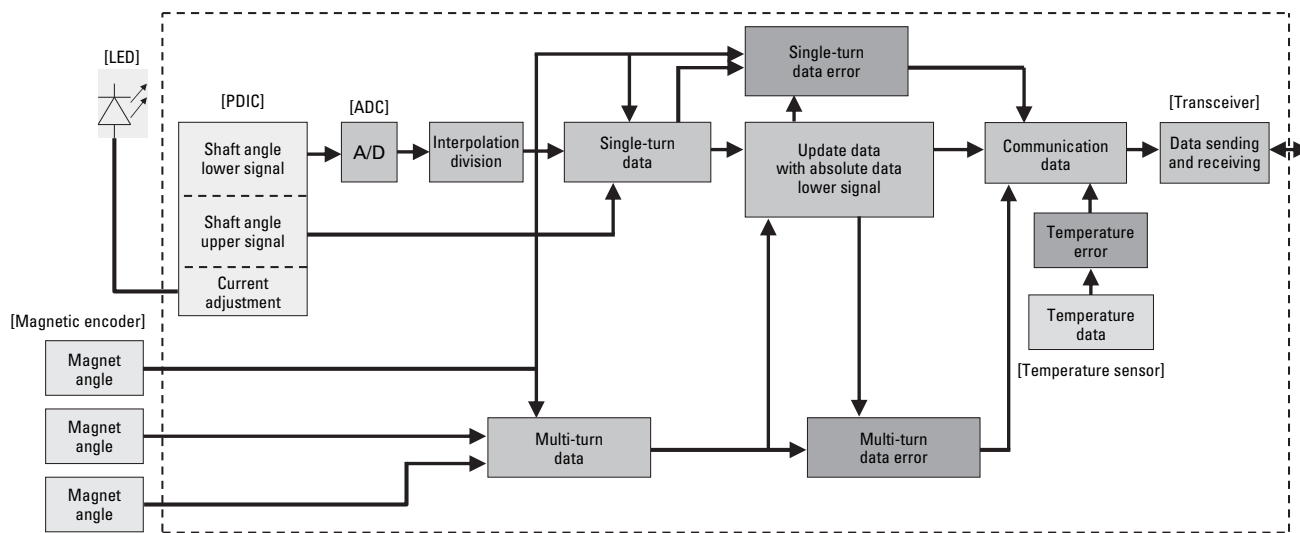 [LED]
[PDIC]
Shaft angle
lower signal
Shaft angle
upper signal
Current
adjustment
[ADC]
A/D
Interpolation
division
Single-turn
data
Single-turn
data error
Update data
with absolute data
lower signal
Communication
data
[Transceiver]
Data sending
and receiving
Temperature
error
Temperature
data
[Temperature sensor]
[Magnetic encoder]
Magnet
angle
Magnet
angle
Magnet
angle
Multi-turn
data
Multi-turn
data error